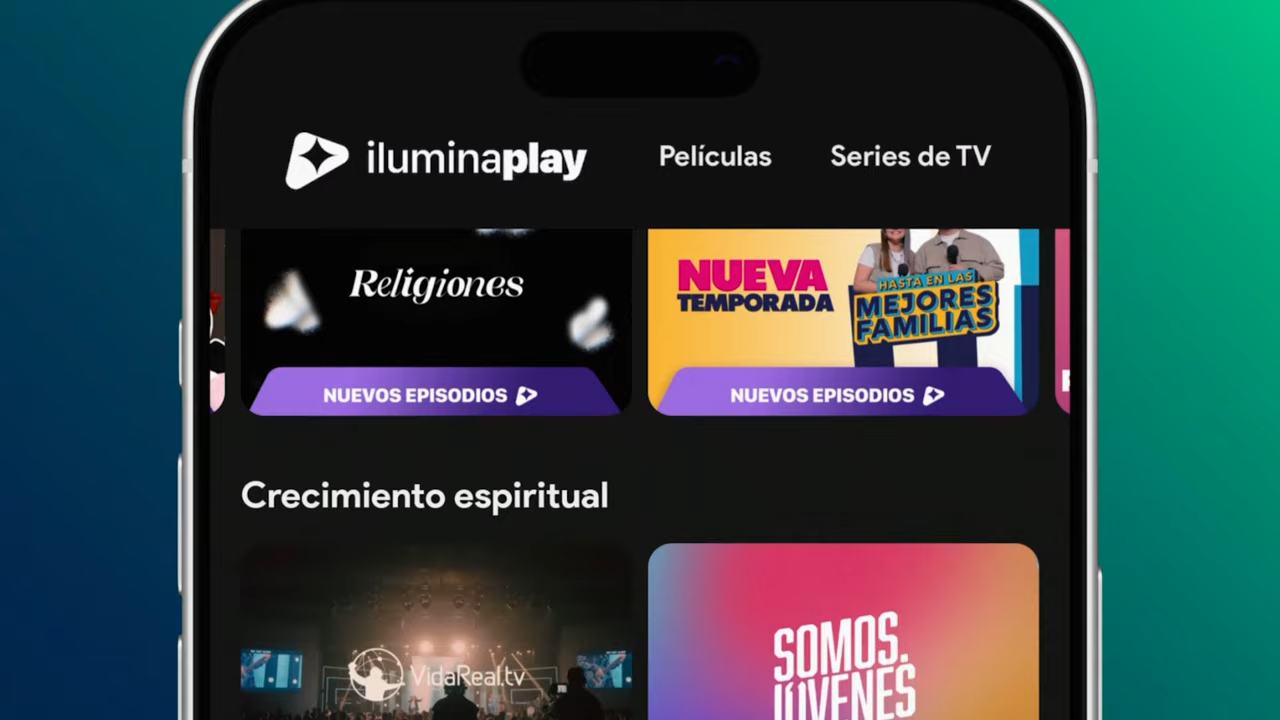 iluminaplay
Películas
Series de TV
Religiones
NUEVOS EPISODIOS
NUEVA
TEMPORADA
HASTA EN LAS
MEJORES
FAMILIAS
NUEVOS EPISODIOS
Crecimiento espiritual
VidaReal.tv
SOMOS.
JÓVENES